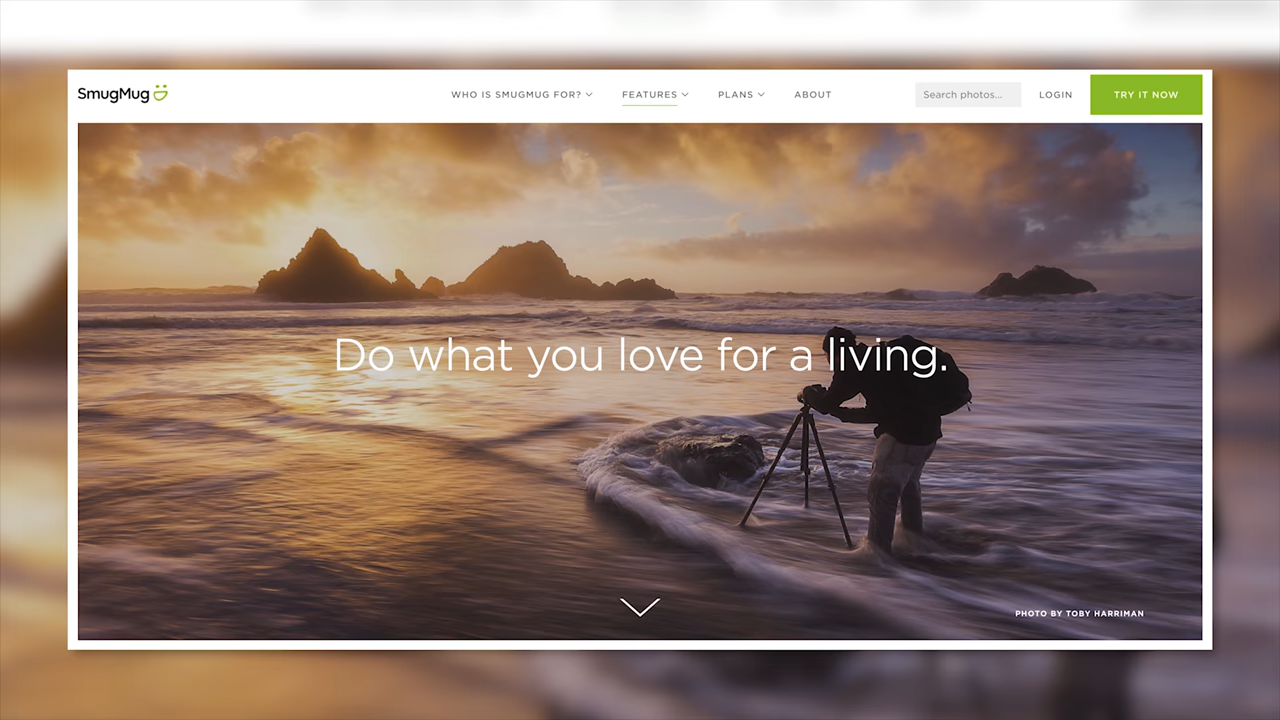 SmugMug
WHO IS SMUGMUG FOR?
FEATURES
PLANS
ABOUT
Search photos...
LOGIN
TRY IT NOW
Do what you love for a living.
PHOTO BY TOBY HARRIMAN